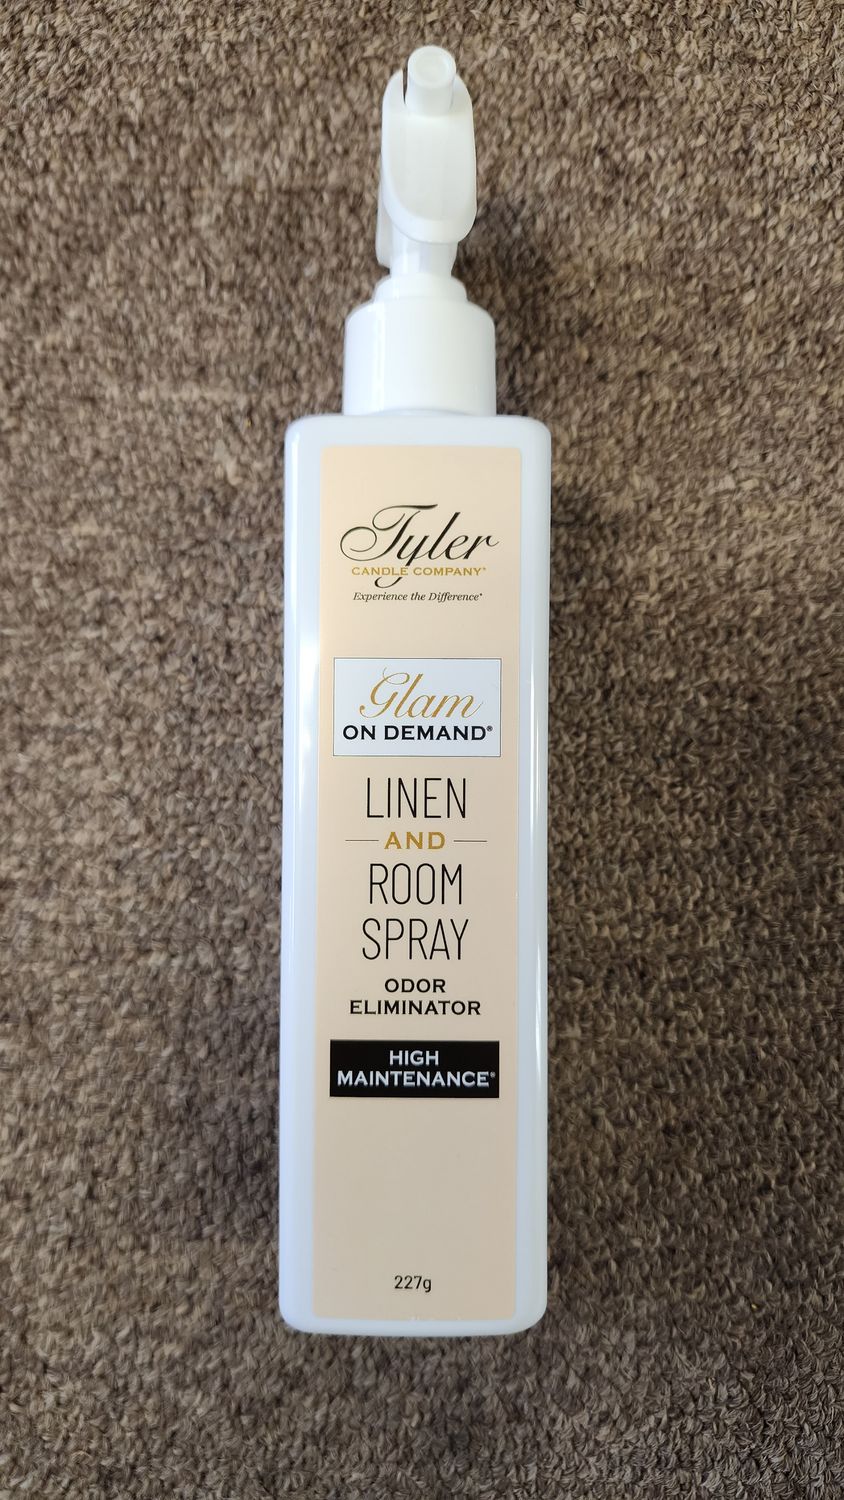 Tyler
CANDLE COMPANY®
Experience the Difference®
Glam
ON DEMAND®
LINEN
AND
ROOM
SPRAY
ODOR
ELIMINATOR
HIGH
MAINTENANCE®
227g